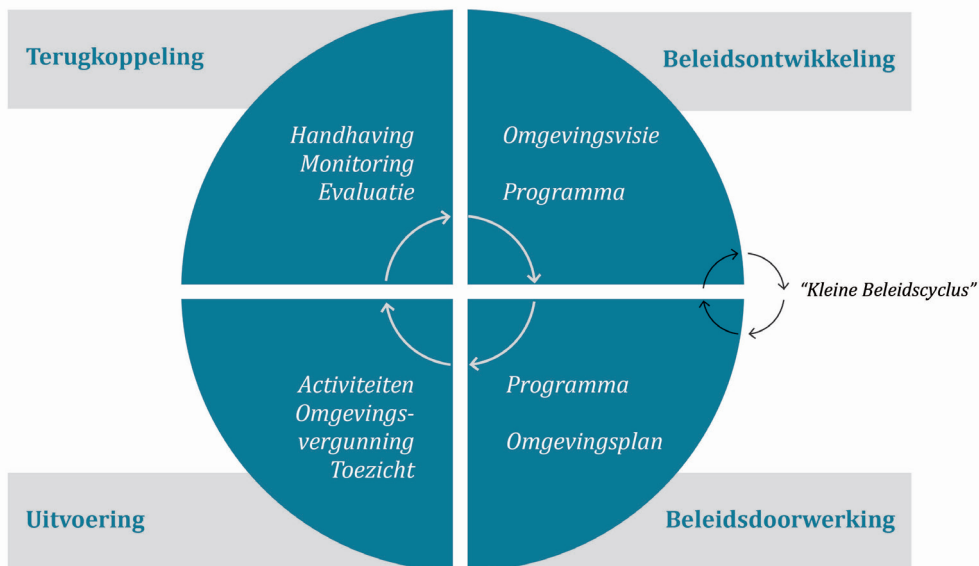 Terugkoppeling
Beleidsontwikkeling
Handhaving
Monitoring
Evaluatie
Omgevingsvisie
Programma
"Kleine Beleidscyclus"
Activiteiten
Omgevings-
vergunning
Toezicht
Programma
Omgevingsplan
Uitvoering
Beleidsdoorwerking